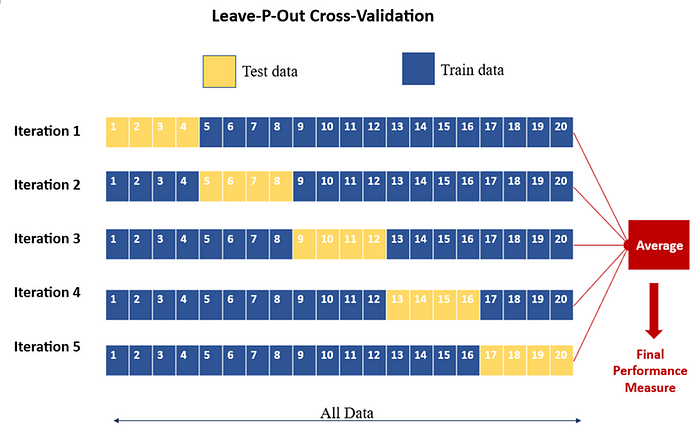 Leave-P-Out Cross-Validation
Test data
Train data
Iteration 1
1 2 3 4 5 6 7 8 9 10 11 12 13 14 15 16 17 18 19 20
Iteration 2
1 2 3 4 5 6 7 8 9 10 11 12 13 14 15 16 17 18 19 20
Iteration 3
1 2 3 4 5 6 7 8 9 10 11 12 13 14 15 16 17 18 19 20
Average
Iteration 4
1 2 3 4 5 6 7 8 9 10 11 12 13 14 15 16 17 18 19 20
Iteration 5
1 2 3 4 5 6 7 8 9 10 11 12 13 14 15 16 17 18 19 20
Final
Performance
Measure
All Data